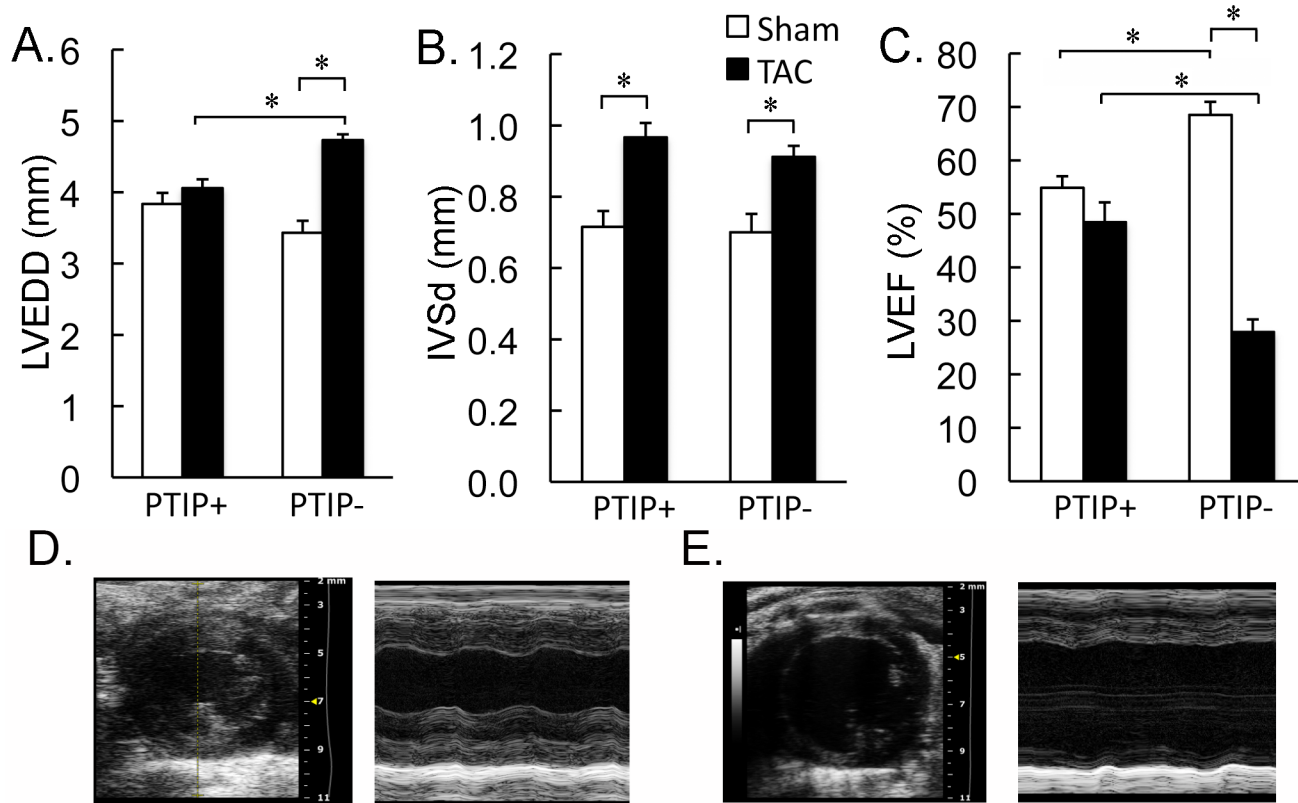 A.
LVEDD (mm)
6
5
4
3
2
1
0
*
*
PTIP+ PTIP-
B.
IVSd (mm)
1.2
1.0
0.8
0.6
0.4
0.2
0.0
*
*
PTIP+ PTIP-
Sham
TAC
C.
LVEF (%)
80
70
60
50
40
30
20
10
0
*
*
*
PTIP+ PTIP-
D.
2 mm
3
5
7
9
11
E.
2 mm
3
5
7
9
11